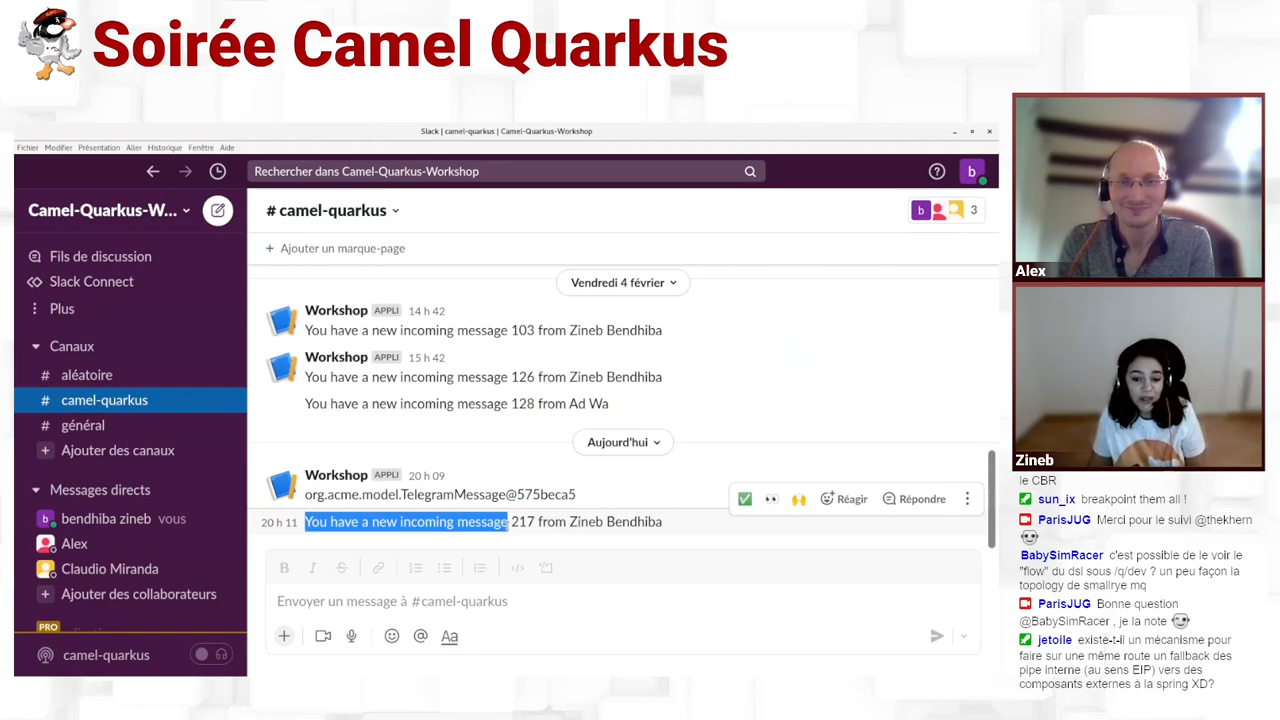 Soirée Camel Quarkus
Slack | camel-quarkus | Camel-Quarkus-Workshop
Fichier Modifier Présentation Aller Historique Fenêtre Aide
Rechercher dans Camel-Quarkus-Workshop
b
Camel-Quarkus-W...
# camel-quarkus
b 3
Fils de discussion
Slack Connect
Plus
Canaux
# aléatoire
# camel-quarkus
# général
+ Ajouter des canaux
Messages directs
b bendhiba zineb vous
Alex
Claudio Miranda
+ Ajouter des collaborateurs
PRO
camel-quarkus
+ Ajouter un marque-page
Vendredi 4 février
Workshop APPLI 14 h 42
You have a new incoming message 103 from Zineb Bendhiba
Workshop APPLI 15 h 42
You have a new incoming message 126 from Zineb Bendhiba
You have a new incoming message 128 from Ad Wa
Aujourd'hui
Workshop APPLI 20 h 09
org.acme.model.TelegramMessage@575beca5
Réagir Répondre
20 h 11 You have a new incoming message 217 from Zineb Bendhiba
B I S
Envoyer un message à #camel-quarkus
+ @ Aa
Alex
Zineb
le CBR
sun_ix breakpoint them all !
ParisJUG Merci pour le suivi @thekhern
BabySimRacer c'est possible de le voir le
"flow" du dsl sous /q/dev ? un peu façon la
topology de smallrye mq
ParisJUG Bonne question
@BabySimRacer , je la note
jetoile existe-t-il un mécanisme pour
faire sur une même route un fallback des
pipe interne (au sens EIP) vers des
composants externes à la spring XD?